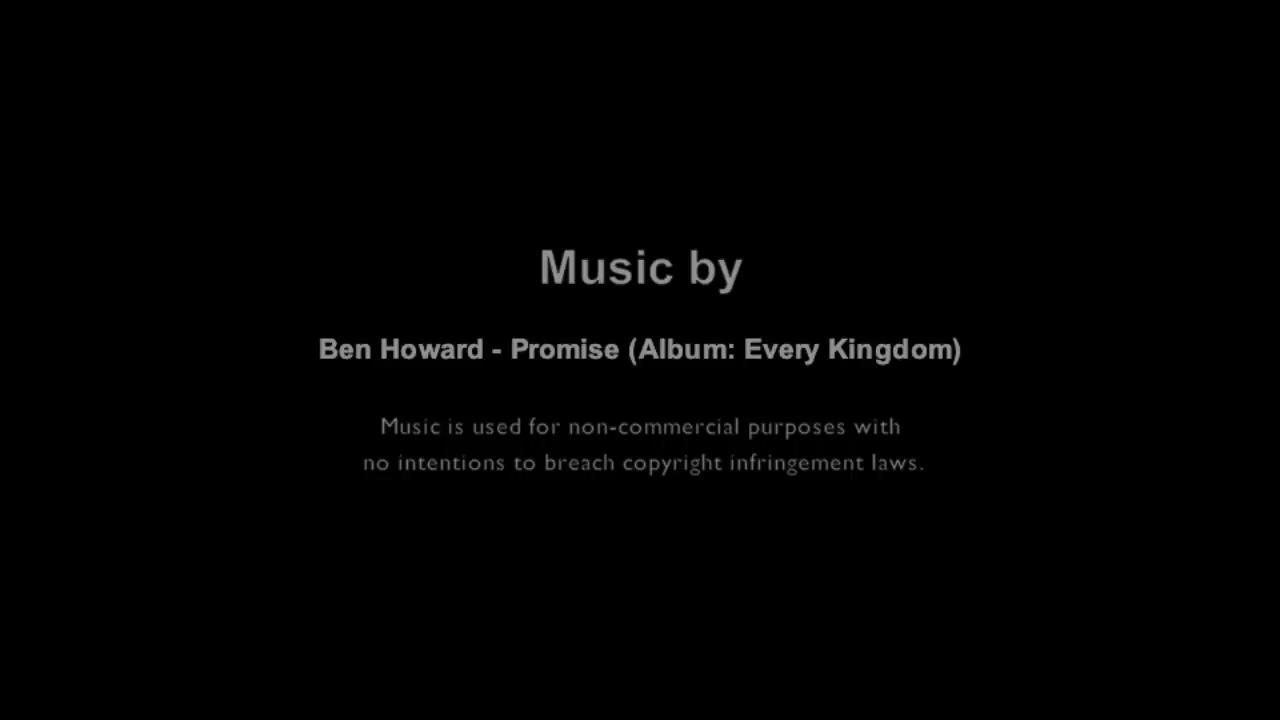 Music by
Ben Howard - Promise (Album: Every Kingdom)
Music is used for non-commercial purposes with
no intentions to breach copyright infringement laws.